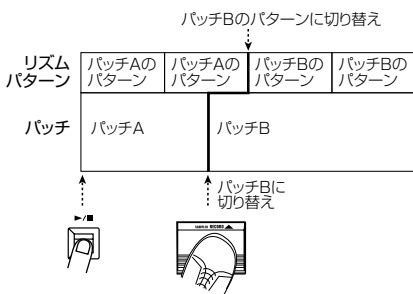 パッチBのパターンに切り替え
リズム
パターン
パッチAの
パターン
パッチAの
パターン
パッチBの
パターン
パッチBの
パターン
パッチ
パッチA
パッチB
パッチBに
切り替え
►/■
SAMPLER RECORD ▲